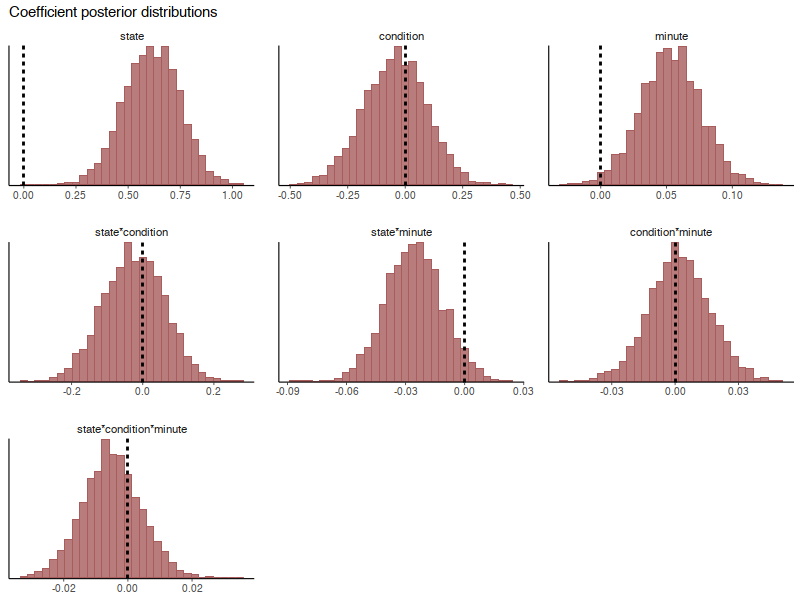 Coefficient posterior distributions
state condition minute
0.00 0.25 0.50 0.75 1.00 -0.50 -0.25 0.00 0.25 0.50 0.00 0.05 0.10
state*condition state*minute condition*minute
-0.2 0.0 0.2 -0.09 -0.06 -0.03 0.00 0.03 -0.03 0.00 0.03
state*condition*minute
-0.02 0.00 0.02